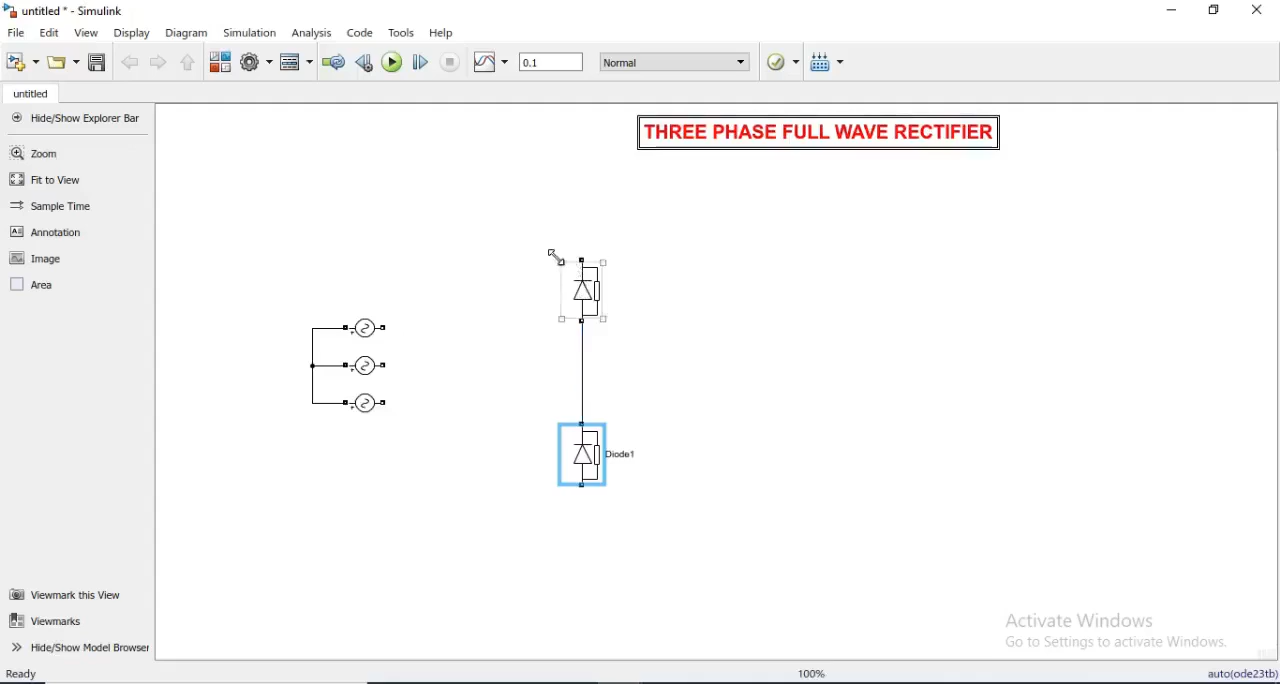 untitled * - Simulink
File Edit View Display Diagram Simulation Analysis Code Tools Help
0.1 Normal
untitled
Hide/Show Explorer Bar
THREE PHASE FULL WAVE RECTIFIER
Zoom
Fit to View
Sample Time
Annotation
Image
Area
Diode1
Viewmark this View
Viewmarks
Hide/Show Model Browser
Activate Windows
Go to Settings to activate Windows.
Ready 100% auto(ode23tb)